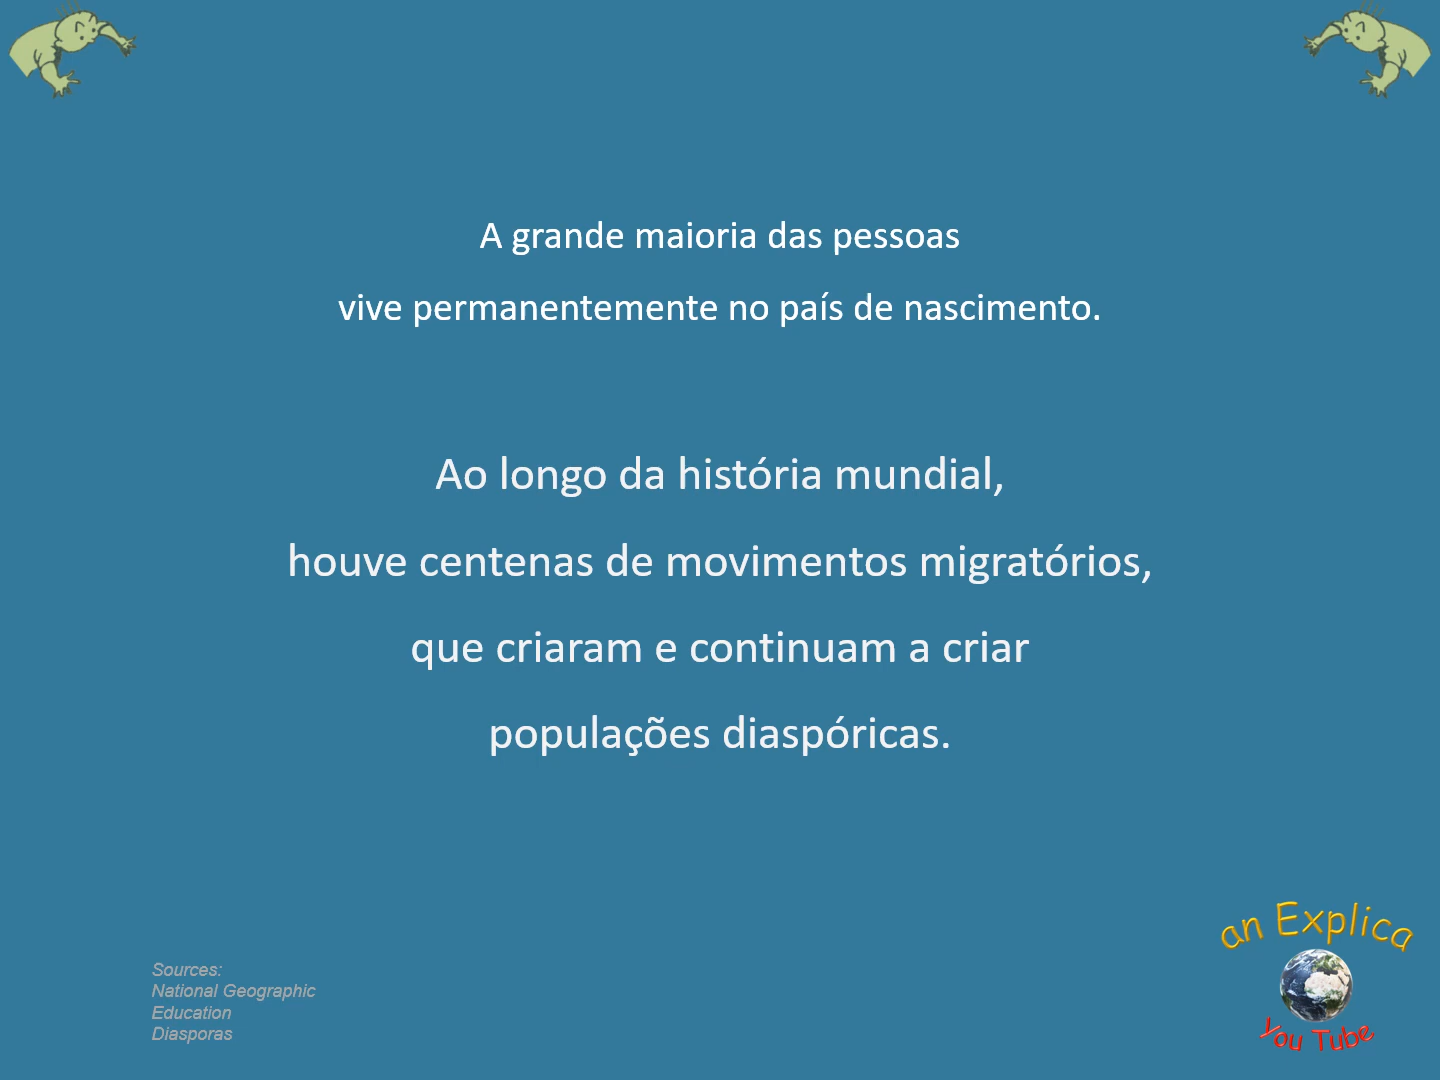 A grande maioria das pessoas
vive permanentemente no país de nascimento.
Ao longo da história mundial,
houve centenas de movimentos migratórios,
que criaram e continuam a criar
populações diaspóricas.
Sources:
National Geographic
Education
Diasporas
an Explica
You Tube